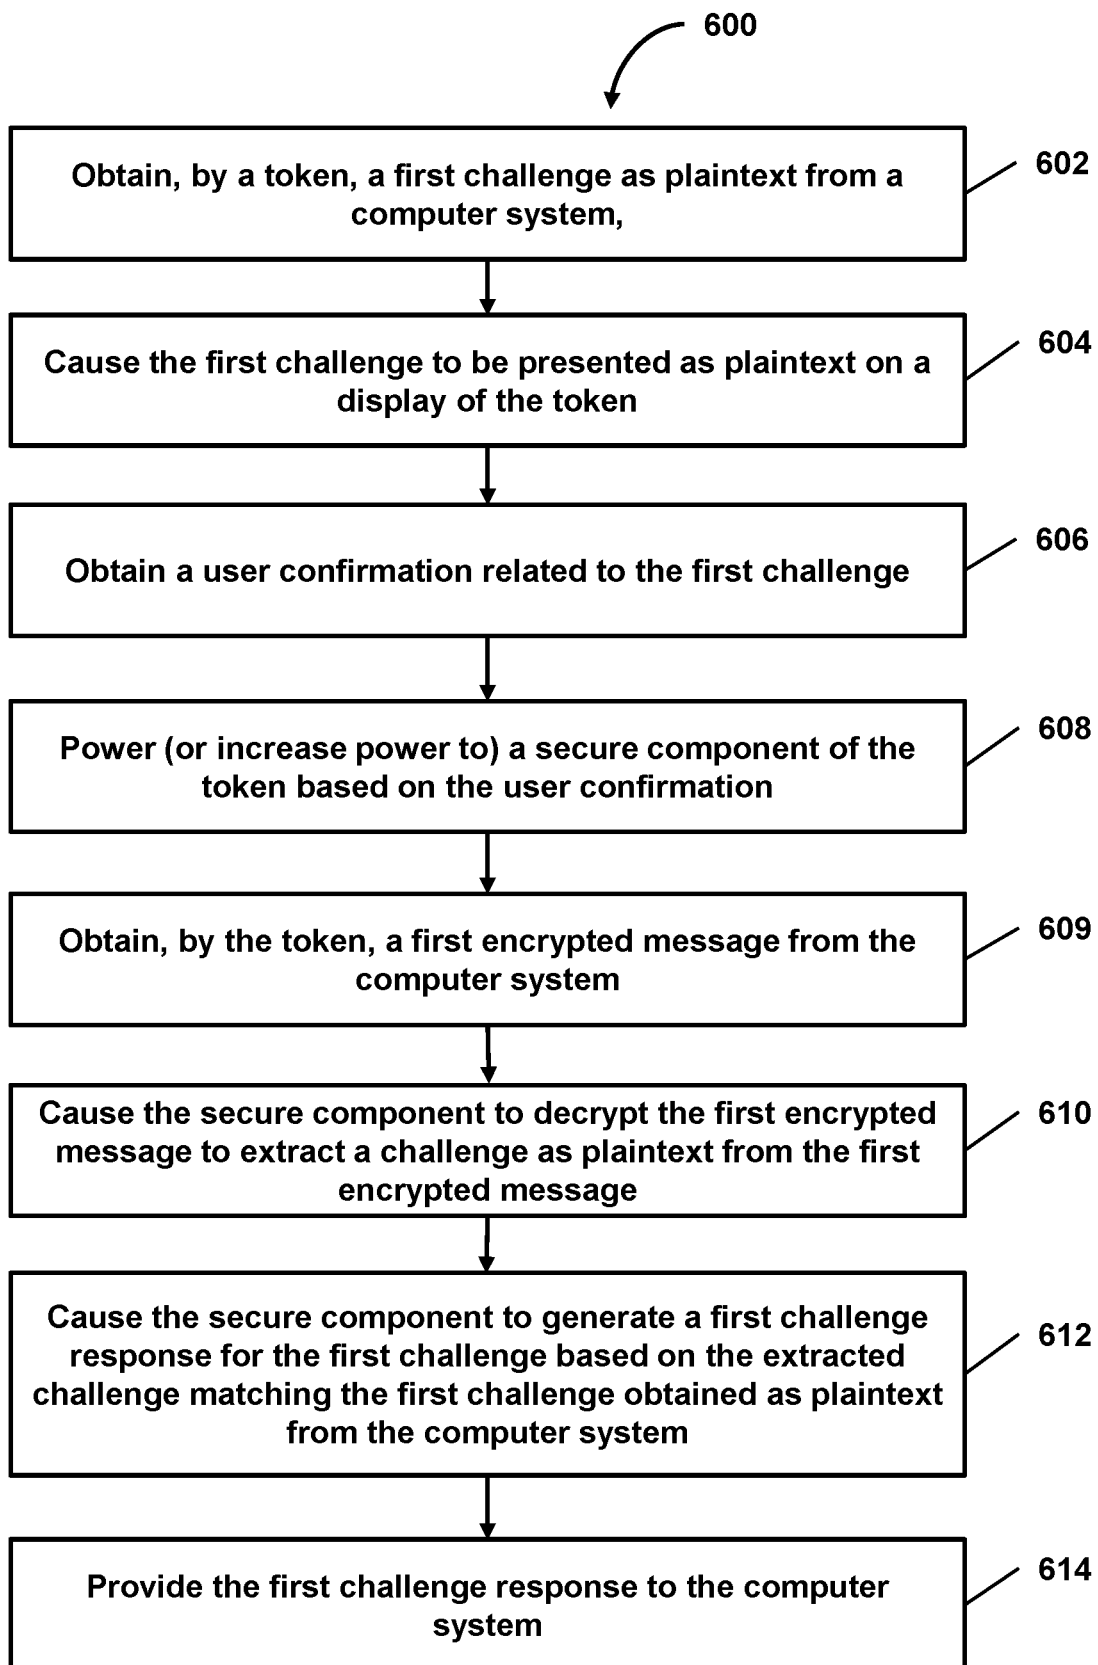 600
Obtain, by a token, a first challenge as plaintext from a
computer system,
602
Cause the first challenge to be presented as plaintext on a
display of the token
604
Obtain a user confirmation related to the first challenge
606
Power (or increase power to) a secure component of the
token based on the user confirmation
608
Obtain, by the token, a first encrypted message from the
computer system
609
Cause the secure component to decrypt the first encrypted
message to extract a challenge as plaintext from the first
encrypted message
610
Cause the secure component to generate a first challenge
response for the first challenge based on the extracted
challenge matching the first challenge obtained as plaintext
from the computer system
612
Provide the first challenge response to the computer
system
614